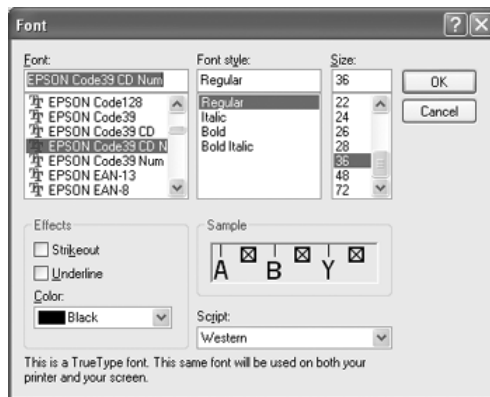 Font
Font:
EPSON Code39 CD Num
EPSON Code128
EPSON Code39
EPSON Code39 CD
EPSON Code39 CD N
EPSON Code39 Num
EPSON EAN-13
EPSON EAN-8
Font style:
Regular
Regular
Italic
Bold
Bold Italic
Size:
36
22
24
26
28
36
48
72
OK
Cancel
Effects
Strikeout
Underline
Color:
Black
Sample
A B Y
Script:
Western
This is a TrueType font. This same font will be used on both your
printer and your screen.